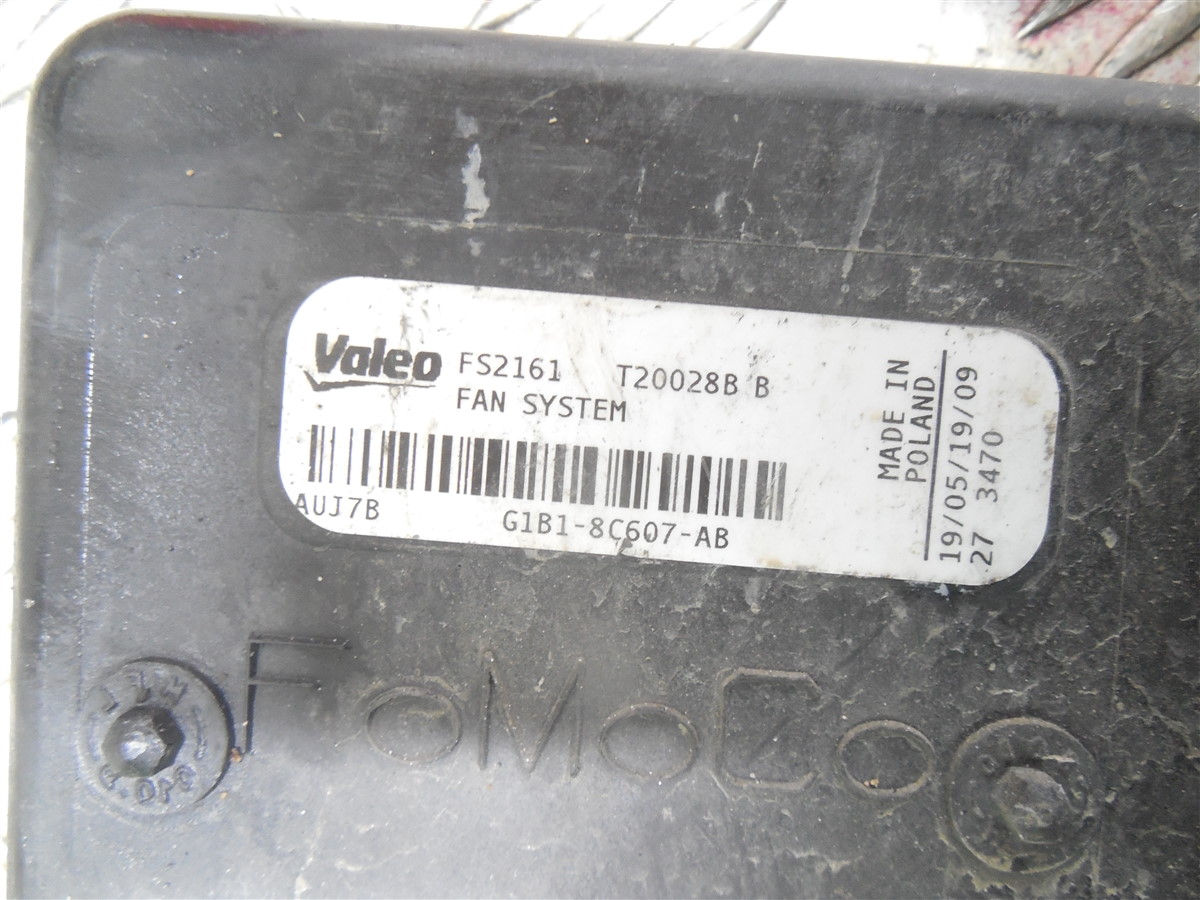 Valeo FS2161 T20028B B
FAN SYSTEM
AUJ7B G1B1-8C607-AB
MADE IN
POLAND
19/05/19/09
27 3470
FoMoCo